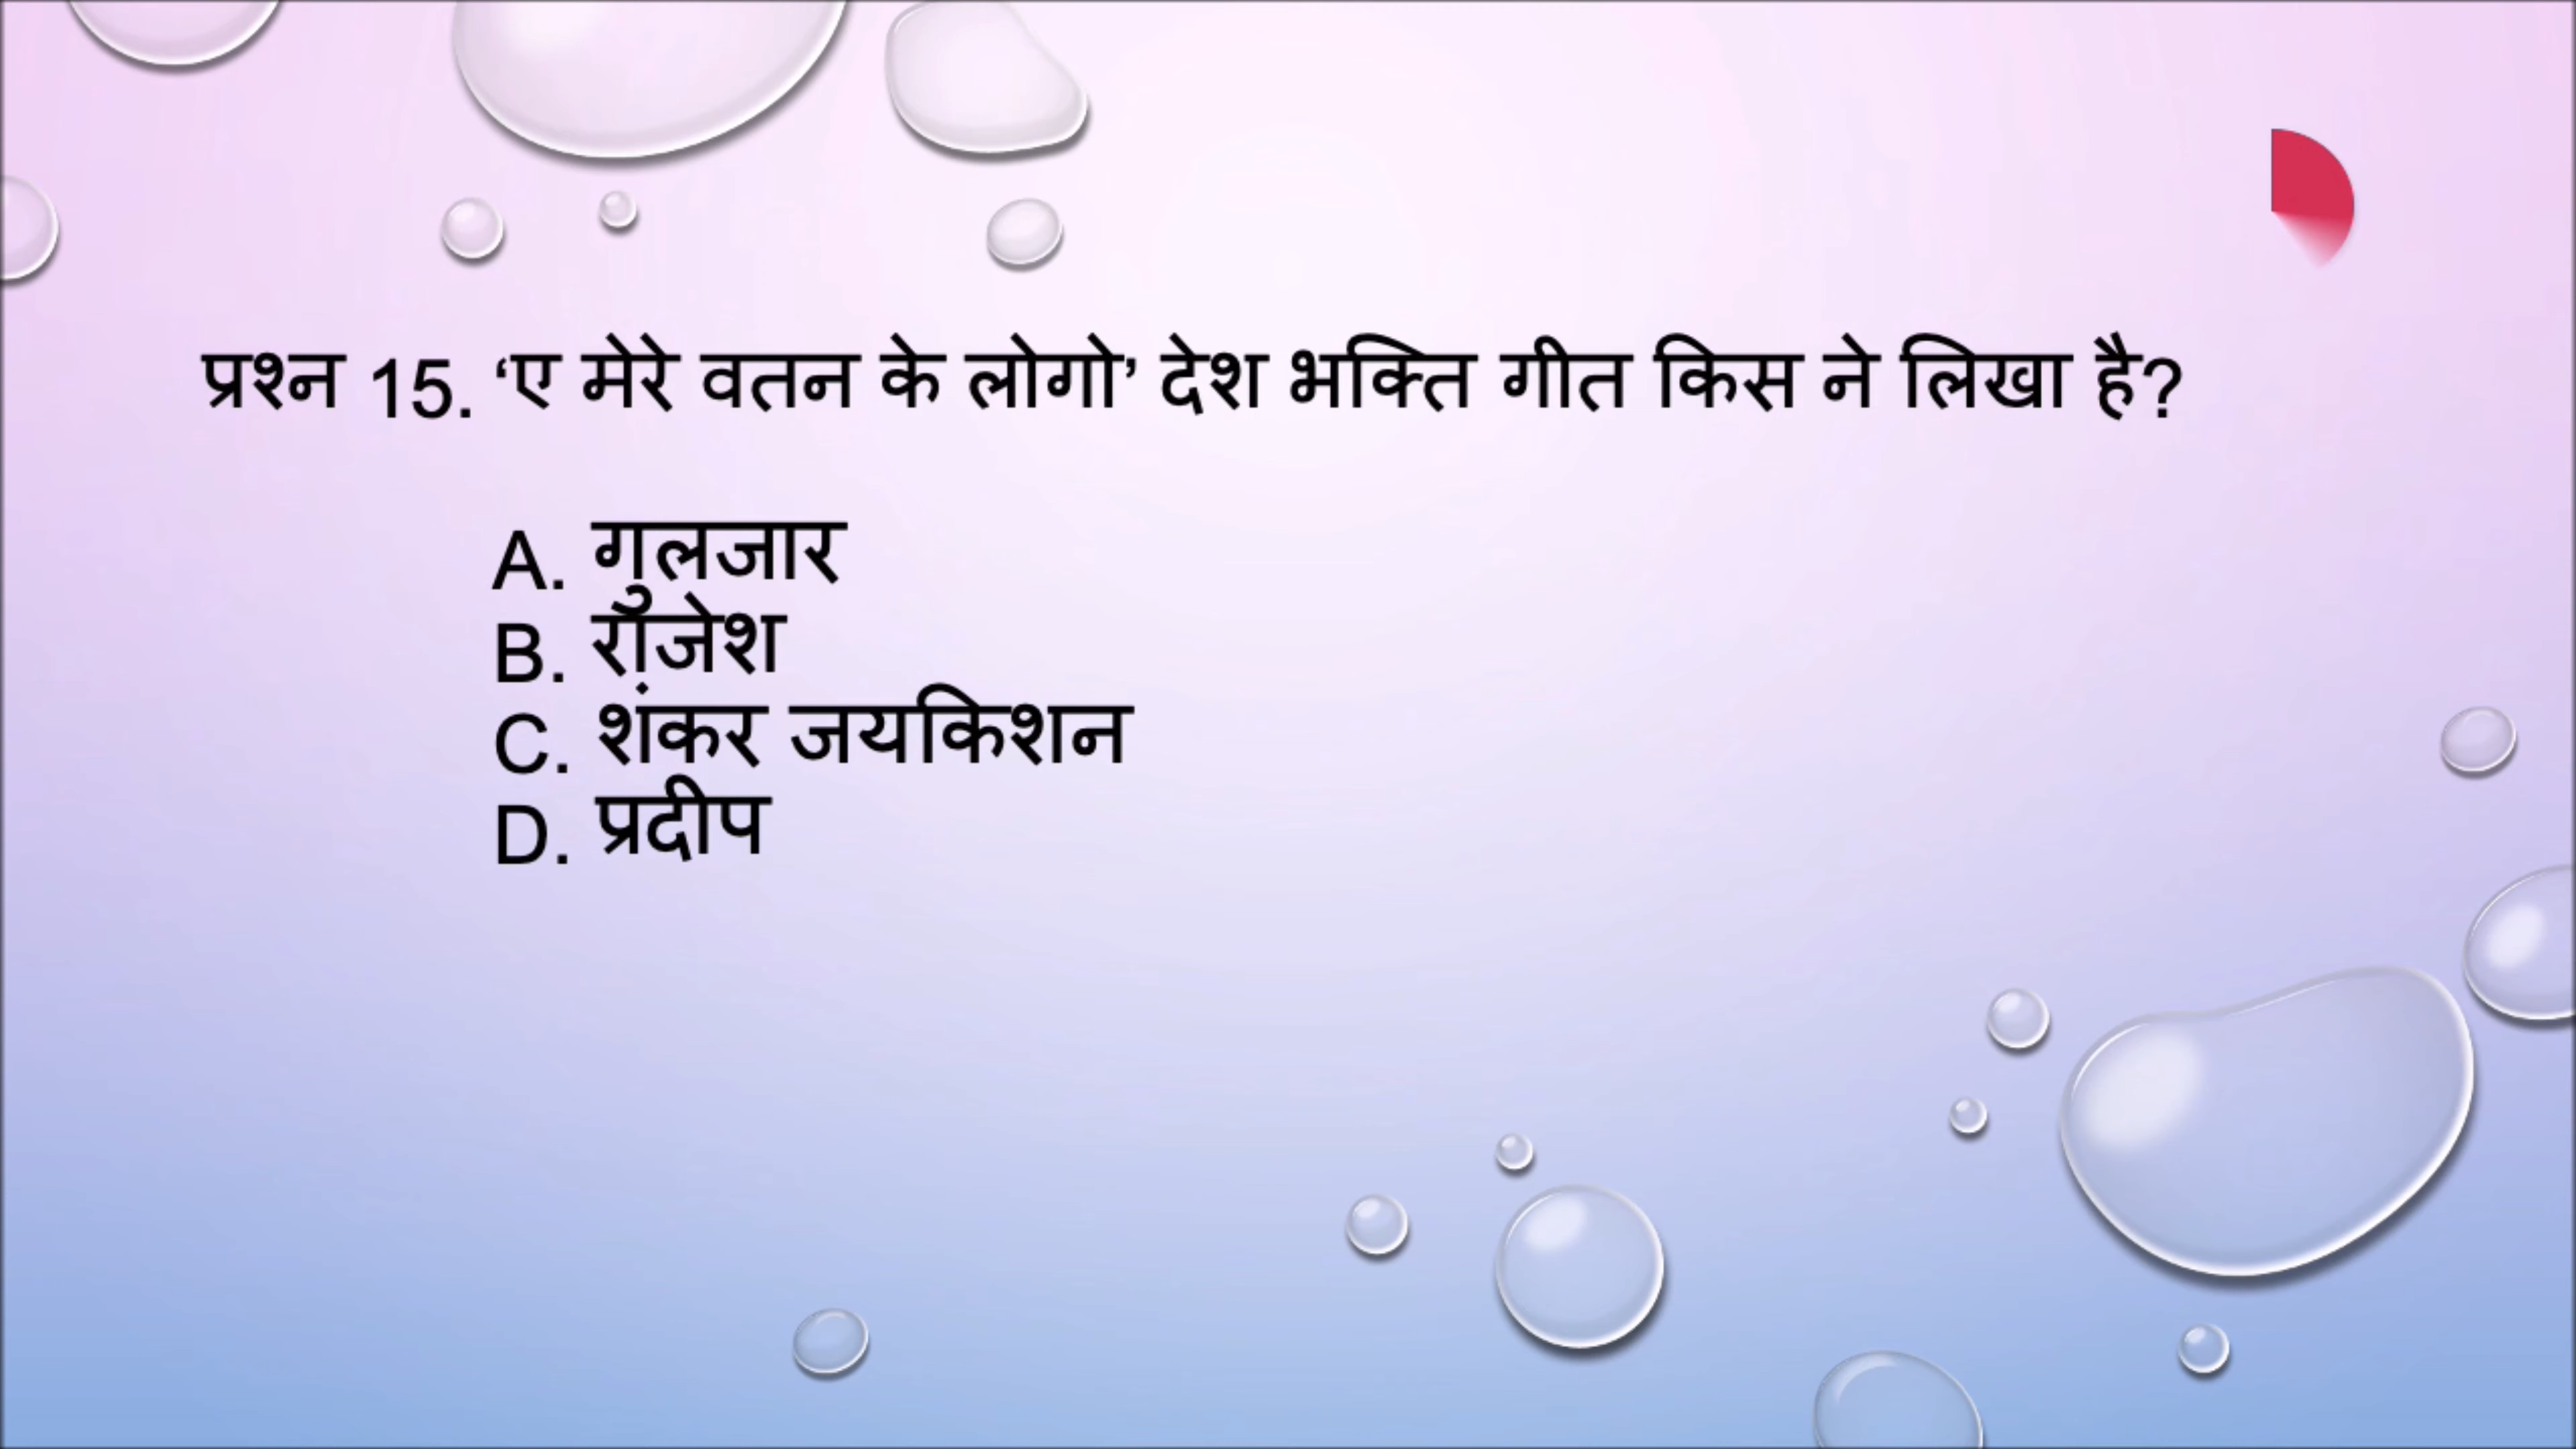 प्रश्न 15. ‘ए मेरे वतन के लोगो’ देश भक्ति गीत किस ने लिखा है?
A. गुलजार
B. राजेश
C. शंकर जयकिशन
D. प्रदीप